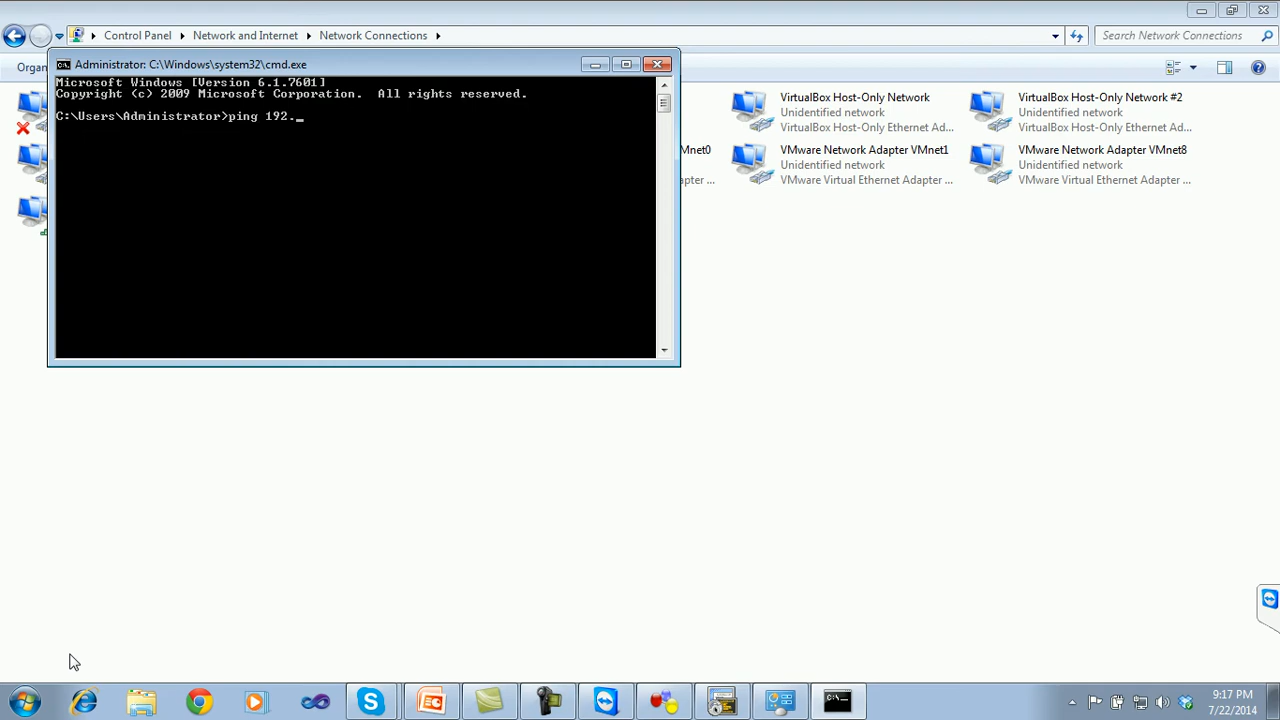 Control Panel Network and Internet Network Connections
Search Network Connections
Organ
Administrator: C:\Windows\system32\cmd.exe
Microsoft Windows [Version 6.1.7601]
Copyright (c) 2009 Microsoft Corporation.  All rights reserved.
C:\Users\Administrator>ping 192._
VirtualBox Host-Only Network
Unidentified network
VirtualBox Host-Only Ethernet Ad...
VirtualBox Host-Only Network #2
Unidentified network
VirtualBox Host-Only Ethernet Ad...
Mnet0
pter ...
VMware Network Adapter VMnet1
Unidentified network
VMware Virtual Ethernet Adapter ...
VMware Network Adapter VMnet8
Unidentified network
VMware Virtual Ethernet Adapter ...
9:17 PM
7/22/2014